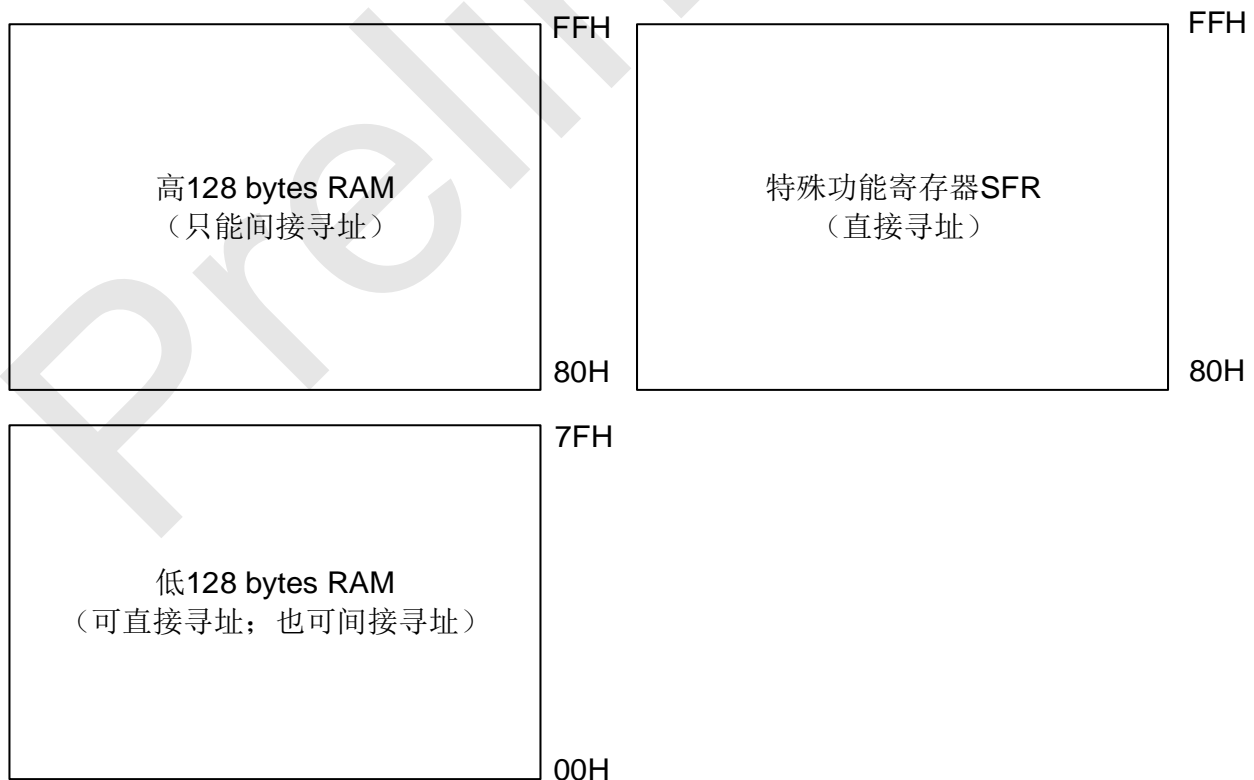 FFH
高128 bytes RAM
（只能间接寻址）
80H
FFH
特殊功能寄存器SFR
（直接寻址）
80H
7FH
低128 bytes RAM
（可直接寻址；也可间接寻址）
00H
Prelim